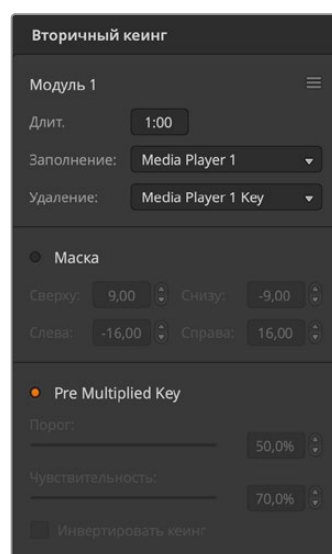 Вторичный кеинг
Модуль 1
Длит. 1:00
Заполнение: Media Player 1
Удаление: Media Player 1 Key
Маска
Сверху: 9,00 Снизу: -9,00
Слева: -16,00 Справа: 16,00
Pre Multiplied Key
Порог:
50,0%
Чувствительность:
70,0%
Инвертировать кеинг